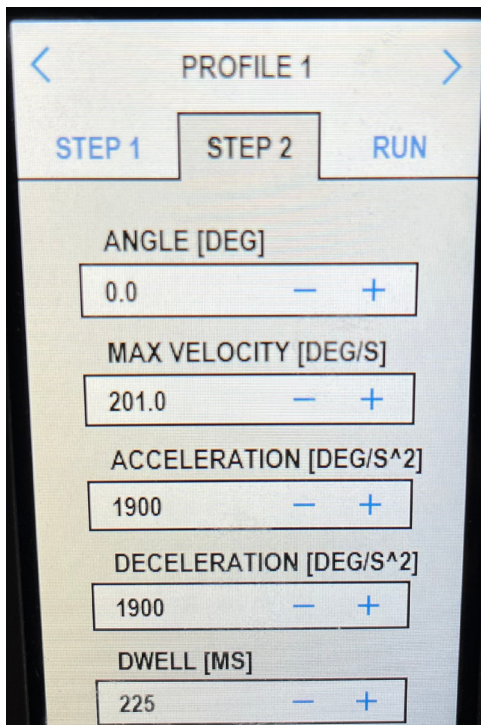 < PROFILE 1 >
STEP 1 STEP 2 RUN
ANGLE [DEG]
0.0 − +
MAX VELOCITY [DEG/S]
201.0 − +
ACCELERATION [DEG/S^2]
1900 − +
DECELERATION [DEG/S^2]
1900 − +
DWELL [MS]
225 − +